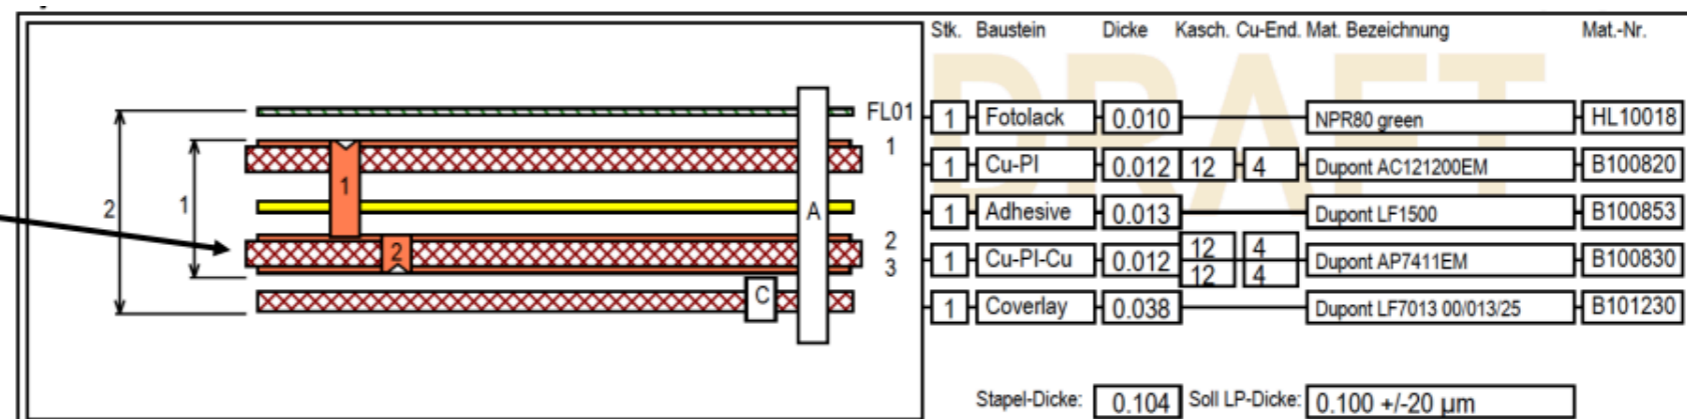 Stk. Baustein Dicke Kasch. Cu-End. Mat. Bezeichnung Mat.-Nr.
DRAFT
FL01 1 Fotolack 0.010 NPR80 green HL10018
1
1 Cu-PI 0.012 12 4 Dupont AC121200EM B100820
2 1 1 A
1 Adhesive 0.013 Dupont LF1500 B100853
2 12 4
2 3 1 Cu-PI-Cu 0.012 Dupont AP7411EM B100830
12 4
C 1 Coverlay 0.038 Dupont LF7013 00/013/25 B101230
Stapel-Dicke: 0.104 Soll LP-Dicke: 0.100 +/-20 µm